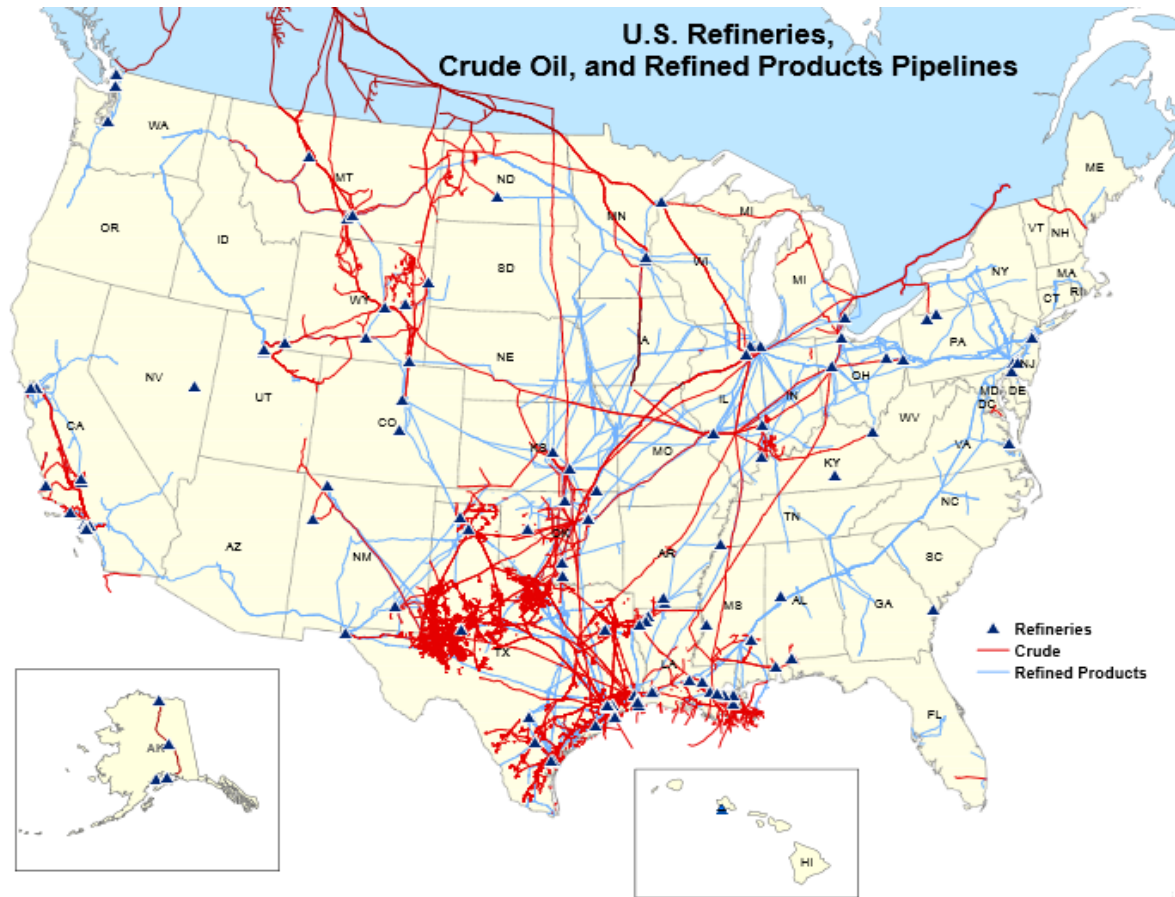 U.S. Refineries,
Crude Oil, and Refined Products Pipelines
WA
MT
ND
MN
MI
ME
VT
NH
OR
ID
WY
SD
WI
MI
NY
MA
CT
RI
NE
IA
PA
NJ
NV
UT
CO
KS
MO
IL
IN
OH
MD
DE
DC
WV
VA
CA
KY
AZ
NM
OK
AR
TN
NC
SC
TX
LA
MS
AL
GA
FL
Refineries
Crude
Refined Products
AK
HI